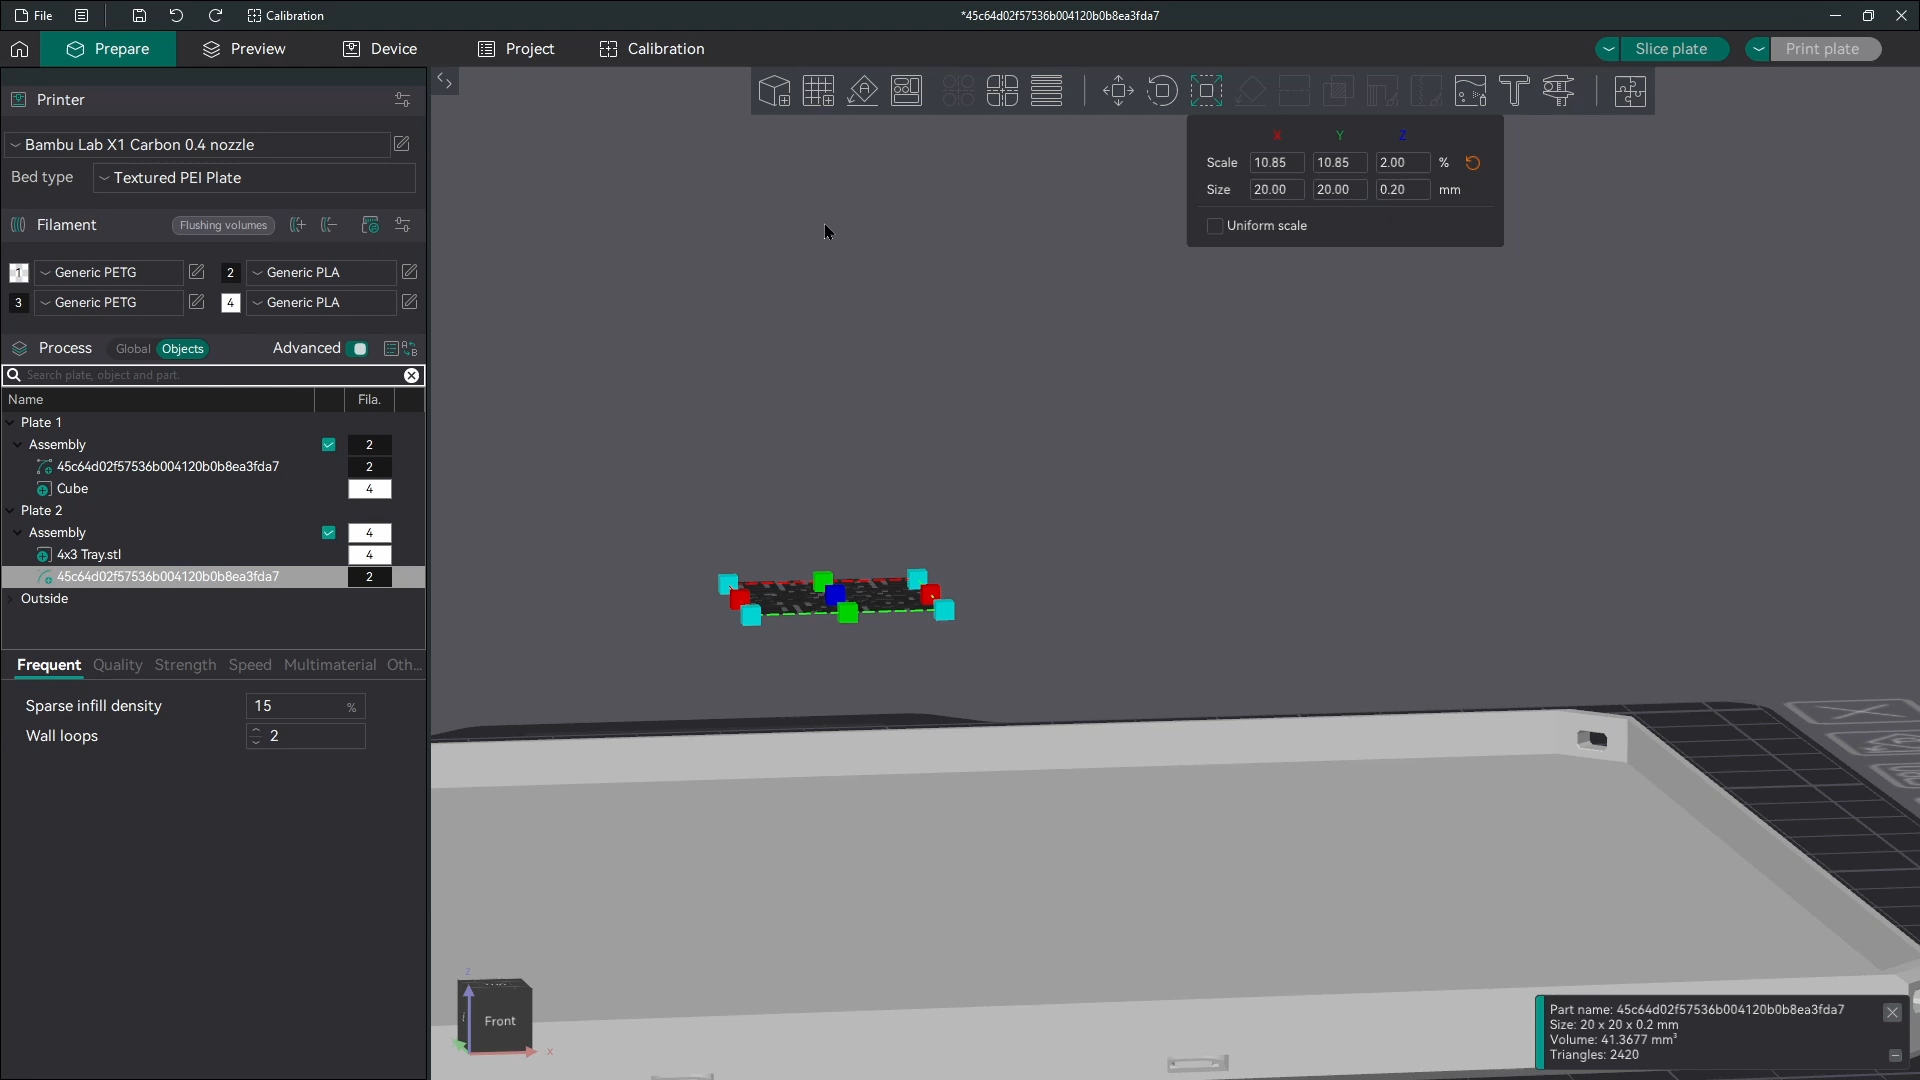 File
Calibration
*45c64d02f57536b004120b0b8ea3fda7
Prepare
Preview
Device
Project
Calibration
Slice plate
Print plate
Printer
Bambu Lab X1 Carbon 0.4 nozzle
Bed type
Textured PEI Plate
Filament
Flushing volumes
1
Generic PETG
2
Generic PLA
3
Generic PETG
4
Generic PLA
Process
Global
Objects
Advanced
Search plate, object and part.
Name
Fila.
Plate 1
Assembly
2
45c64d02f57536b004120b0b8ea3fda7
2
Cube
4
Plate 2
Assembly
4
4x3 Tray.stl
4
45c64d02f57536b004120b0b8ea3fda7
2
Outside
Frequent
Quality
Strength
Speed
Multimaterial
Oth...
Sparse infill density
15
%
Wall loops
2
X
Y
Z
Scale
10.85
10.85
2.00
%
Size
20.00
20.00
0.20
mm
Uniform scale
z
Front
x
Part name: 45c64d02f57536b004120b0b8ea3fda7
Size: 20 x 20 x 0.2 mm
Volume: 41.3677 mm³
Triangles: 2420